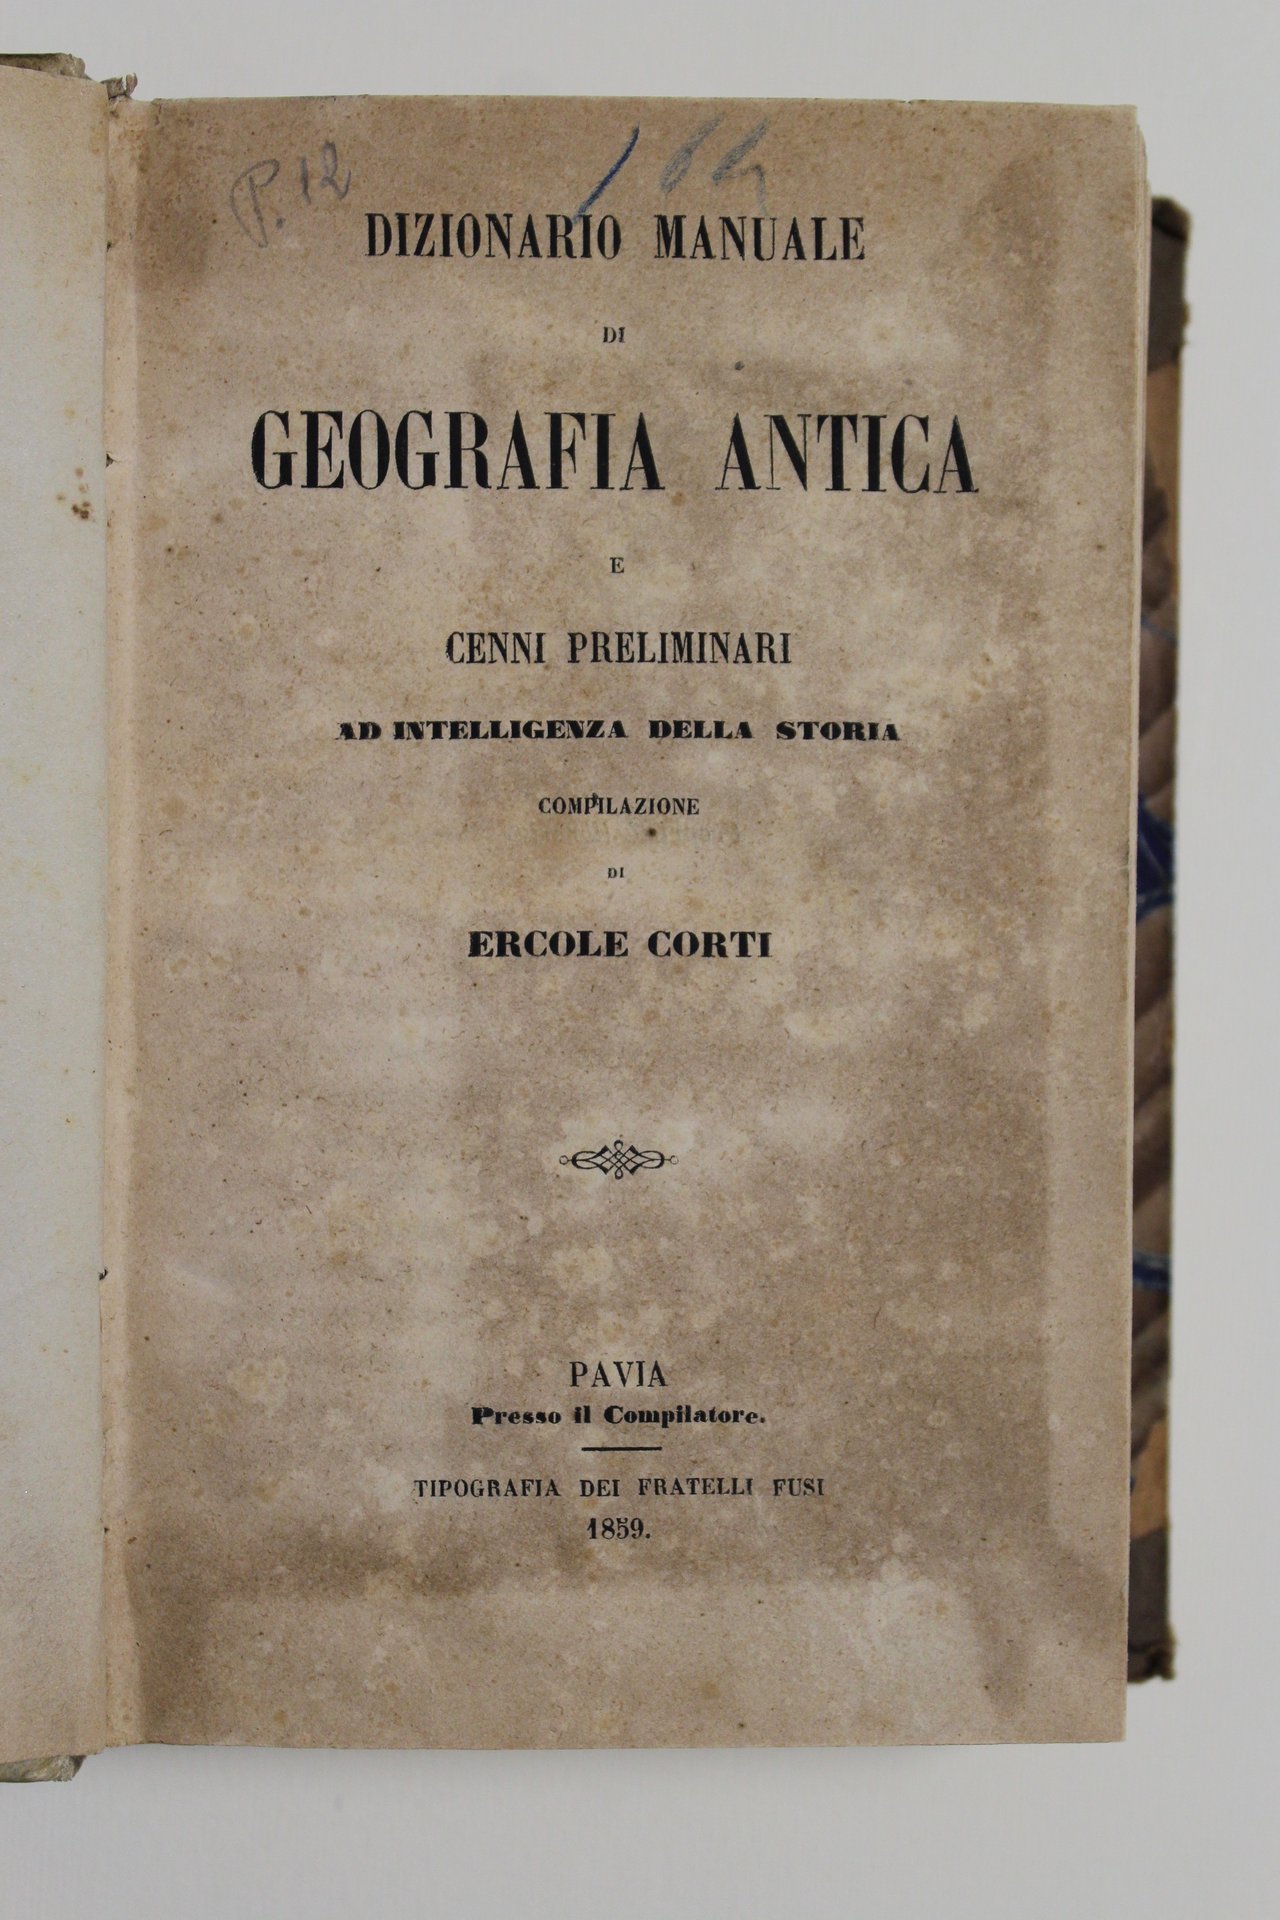 P. 12
DIZIONARIO MANUALE
DI
GEOGRAFIA ANTICA
E
CENNI PRELIMINARI
AD INTELLIGENZA DELLA STORIA
COMPILAZIONE
DI
ERCOLE CORTI
PAVIA
Presso il Compilatore.
TIPOGRAFIA DEI FRATELLI FUSI
1859.